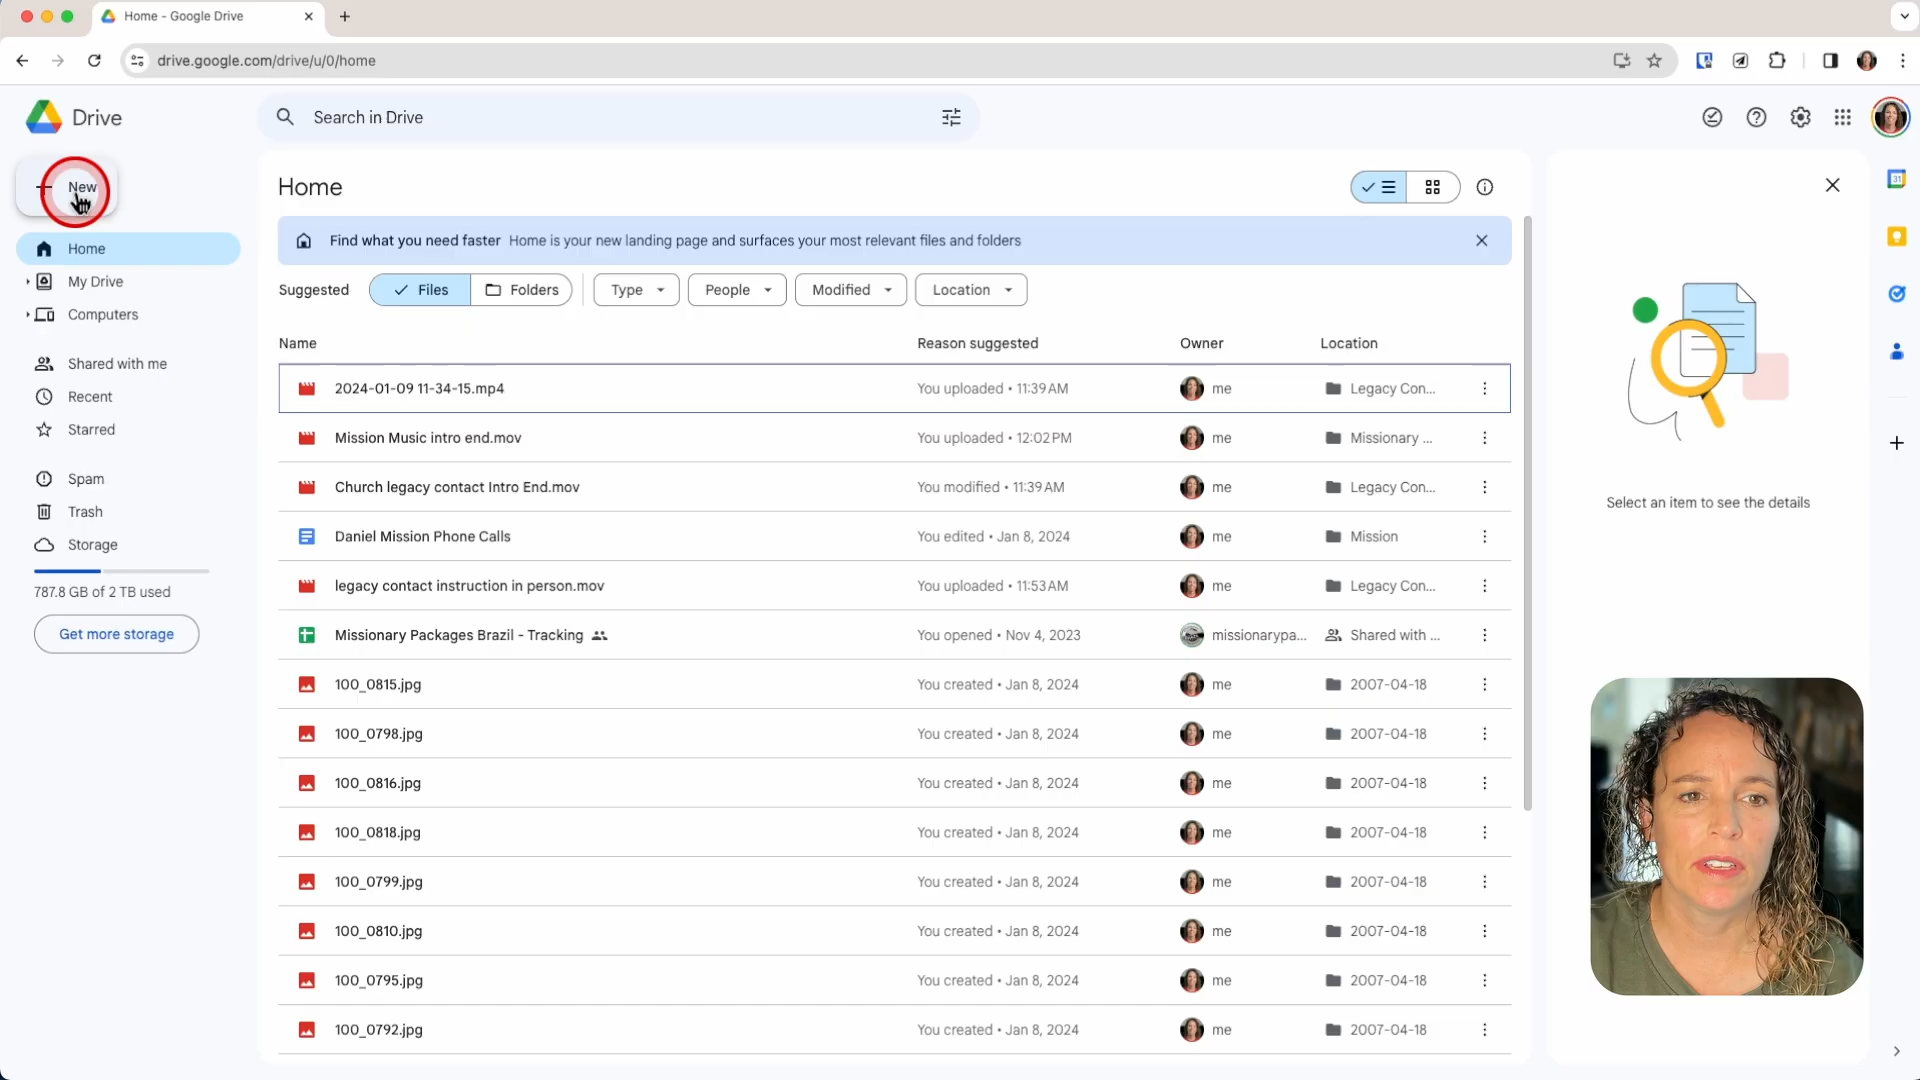 Home - Google Drive
drive.google.com/drive/u/0/home
Drive
Search in Drive
New
Home
My Drive
Computers
Shared with me
Recent
Starred
Spam
Trash
Storage
787.8 GB of 2 TB used
Get more storage
Home
Find what you need faster Home is your new landing page and surfaces your most relevant files and folders
Suggested Files Folders Type People Modified Location
Name Reason suggested Owner Location
2024-01-09 11-34-15.mp4 You uploaded • 11:39 AM me Legacy Con...
Mission Music intro end.mov You uploaded • 12:02 PM me Missionary ...
Church legacy contact Intro End.mov You modified • 11:39 AM me Legacy Con...
Daniel Mission Phone Calls You edited • Jan 8, 2024 me Mission
legacy contact instruction in person.mov You uploaded • 11:53 AM me Legacy Con...
Missionary Packages Brazil - Tracking You opened • Nov 4, 2023 missionarypa... Shared with ...
100_0815.jpg You created • Jan 8, 2024 me 2007-04-18
100_0798.jpg You created • Jan 8, 2024 me 2007-04-18
100_0816.jpg You created • Jan 8, 2024 me 2007-04-18
100_0818.jpg You created • Jan 8, 2024 me 2007-04-18
100_0799.jpg You created • Jan 8, 2024 me 2007-04-18
100_0810.jpg You created • Jan 8, 2024 me 2007-04-18
100_0795.jpg You created • Jan 8, 2024 me 2007-04-18
100_0792.jpg You created • Jan 8, 2024 me 2007-04-18
Select an item to see the details
31